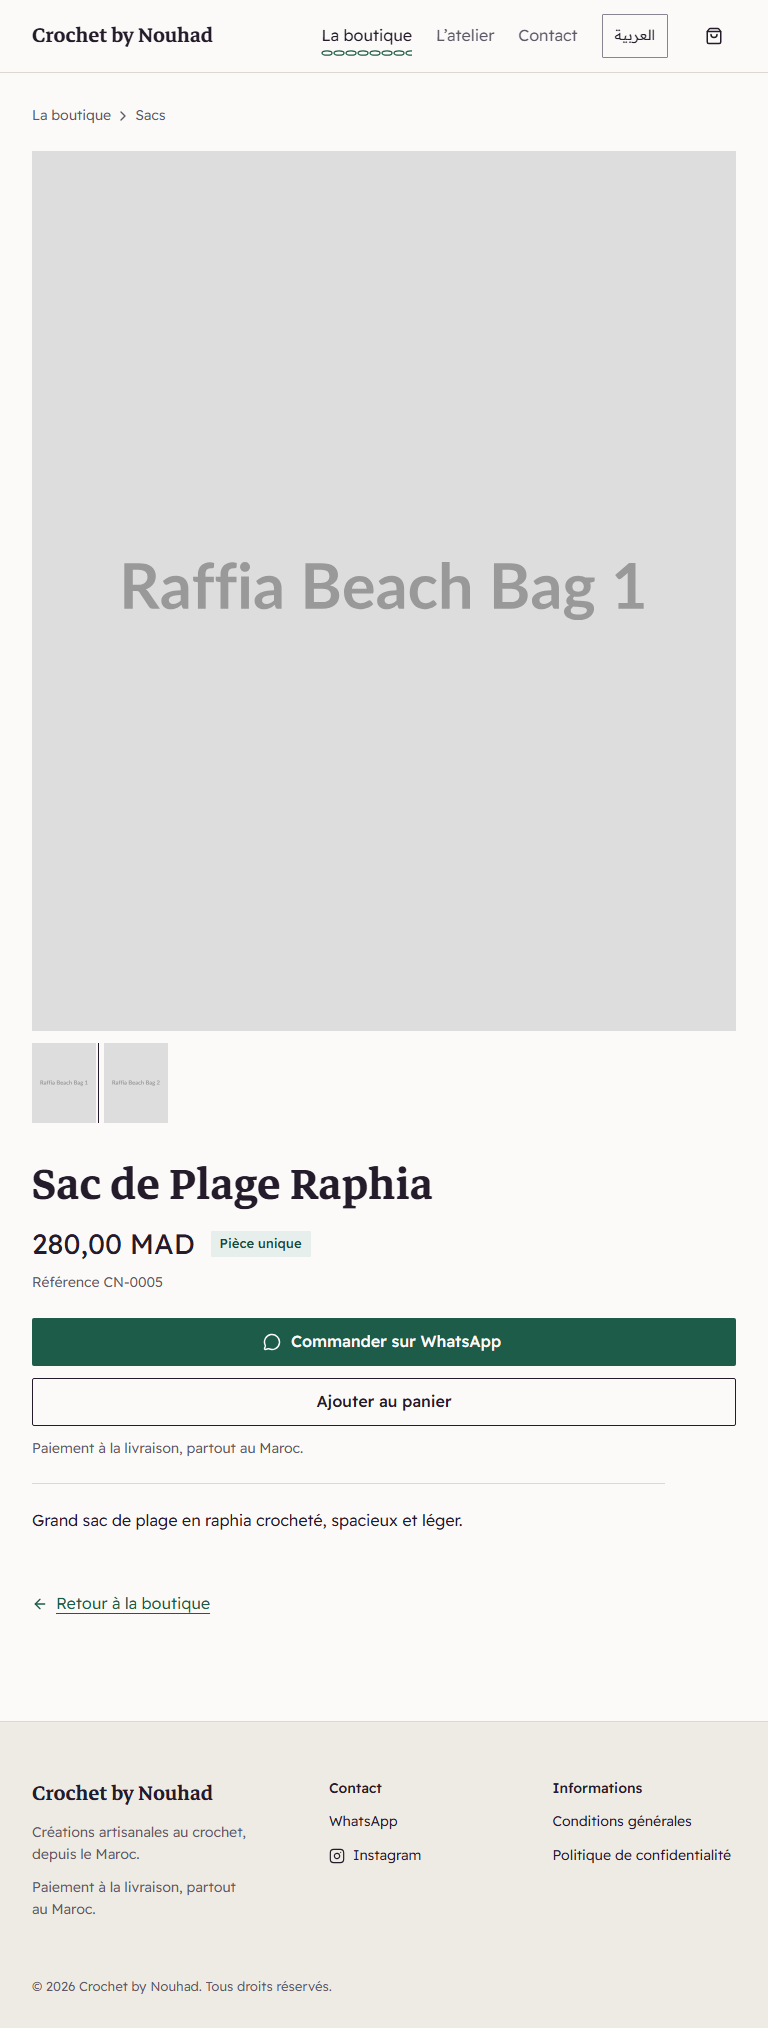 Crochet by Nouhad
La boutique
L’atelier
Contact
العربية
La boutique > Sacs
Raffia Beach Bag 1
Raffia Beach Bag 1
Raffia Beach Bag 2
Sac de Plage Raphia
280,00 MAD
Pièce unique
Référence CN-0005
Commander sur WhatsApp
Ajouter au panier
Paiement à la livraison, partout au Maroc.
Grand sac de plage en raphia crocheté, spacieux et léger.
Retour à la boutique
Crochet by Nouhad
Créations artisanales au crochet,
depuis le Maroc.
Paiement à la livraison, partout
au Maroc.
Contact
WhatsApp
Instagram
Informations
Conditions générales
Politique de confidentialité
© 2026 Crochet by Nouhad. Tous droits réservés.